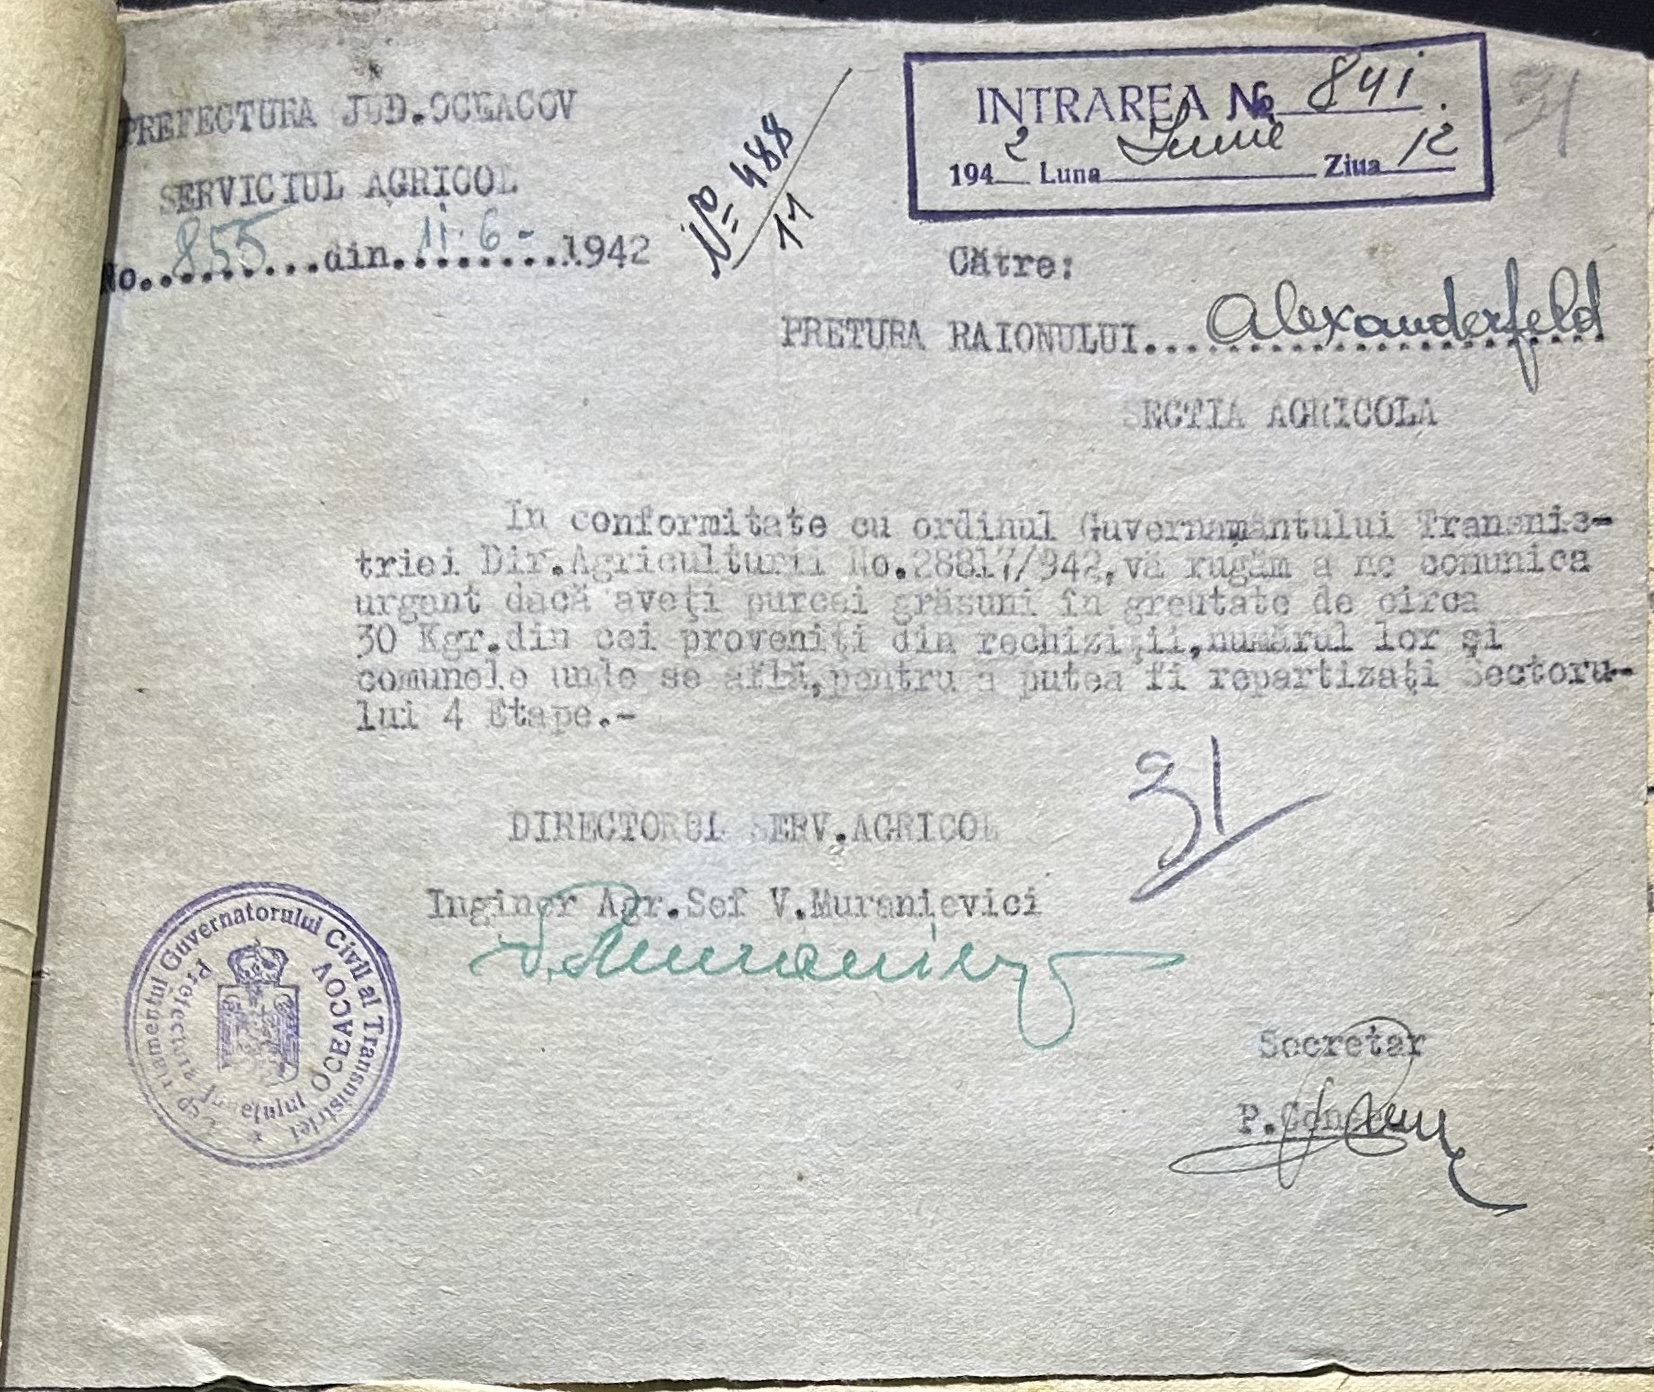 PREFECTURA JUD.OCEACOV
SERVICIUL AGRICOL
No. 855 din 11-6- 1942
No 488
11
INTRAREA No 841.
1942 Luna Iunie Ziua 12
31
Către:
PRETURA RAIONULUI... Alexanderfeld
SECTIA AGRICOLA
In conformitate cu ordinul Guvernamântului Transnis-
triei Dir.Agriculturii No.28817/942,vă rugăm a ne comunica
urgent dacă aveţi purcei grăsuni în greutate de circa
30 Kgr.din cei proveniţi din rechiziţii,numărul lor şi
comunele unde se află,pentru a putea fi repartizaţi Sectoru-
lui 4 Etape.-
31
DIRECTORUL SERV.AGRICOL
Inginer Agr.Sef V.Muranievici
V. Muranievici
Guvernatorului Civil al Transnistriei
Prefectura Judeţului OCEACOV
Secretar
P.